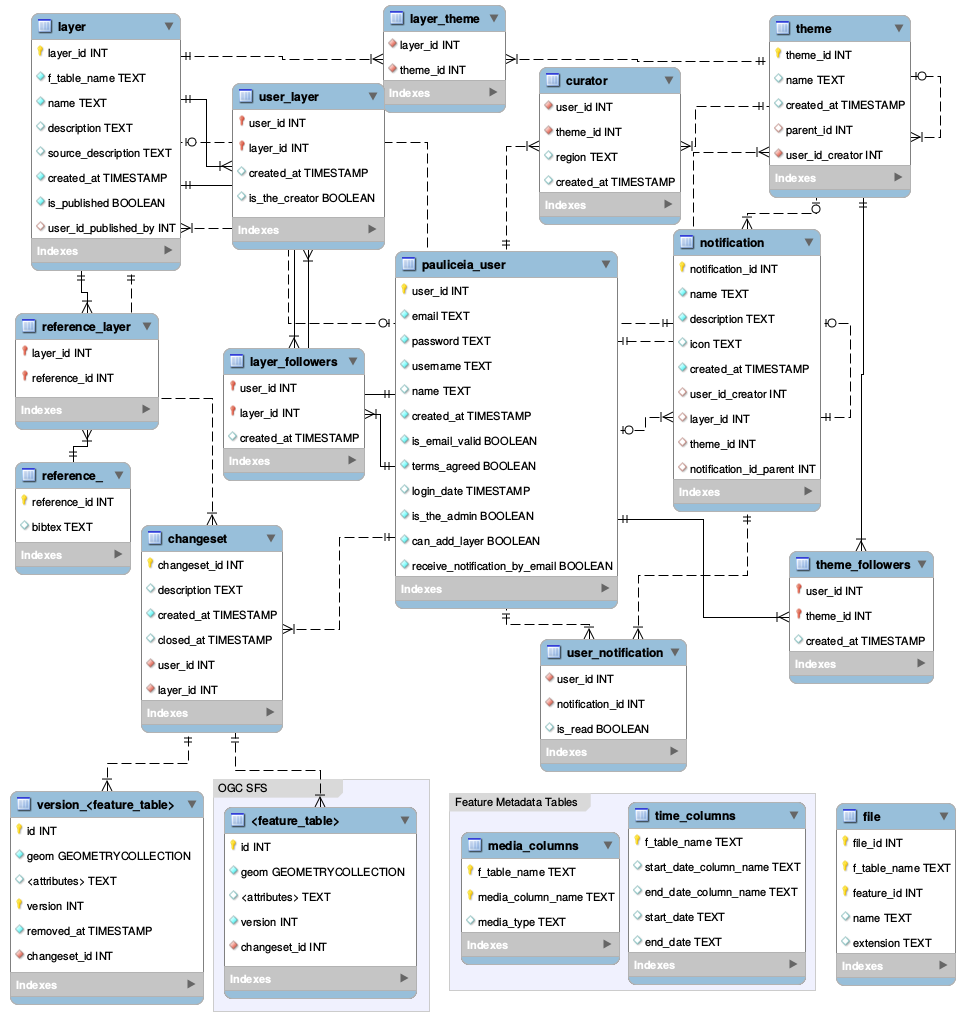 layer
layer_id INT
f_table_name TEXT
name TEXT
description TEXT
source_description TEXT
created_at TIMESTAMP
is_published BOOLEAN
user_id_published_by INT
Indexes
layer_theme
layer_id INT
theme_id INT
Indexes
theme
theme_id INT
name TEXT
created_at TIMESTAMP
parent_id INT
user_id_creator INT
Indexes
user_layer
user_id INT
layer_id INT
created_at TIMESTAMP
is_the_creator BOOLEAN
Indexes
curator
user_id INT
theme_id INT
region TEXT
created_at TIMESTAMP
Indexes
pauliceia_user
user_id INT
email TEXT
password TEXT
username TEXT
name TEXT
created_at TIMESTAMP
is_email_valid BOOLEAN
terms_agreed BOOLEAN
login_date TIMESTAMP
is_the_admin BOOLEAN
can_add_layer BOOLEAN
receive_notification_by_email BOOLEAN
Indexes
notification
notification_id INT
name TEXT
description TEXT
icon TEXT
created_at TIMESTAMP
user_id_creator INT
layer_id INT
theme_id INT
notification_id_parent INT
Indexes
reference_layer
layer_id INT
reference_id INT
Indexes
layer_followers
user_id INT
layer_id INT
created_at TIMESTAMP
Indexes
reference_
reference_id INT
bibtex TEXT
Indexes
changeset
changeset_id INT
description TEXT
created_at TIMESTAMP
closed_at TIMESTAMP
user_id INT
layer_id INT
Indexes
theme_followers
user_id INT
theme_id INT
created_at TIMESTAMP
Indexes
user_notification
user_id INT
notification_id INT
is_read BOOLEAN
Indexes
version_<feature_table>
id INT
geom GEOMETRYCOLLECTION
<attributes> TEXT
version INT
removed_at TIMESTAMP
changeset_id INT
Indexes
OGC SFS
<feature_table>
id INT
geom GEOMETRYCOLLECTION
<attributes> TEXT
version INT
changeset_id INT
Indexes
Feature Metadata Tables
media_columns
f_table_name TEXT
media_column_name TEXT
media_type TEXT
Indexes
time_columns
f_table_name TEXT
start_date_column_name TEXT
end_date_column_name TEXT
start_date TEXT
end_date TEXT
Indexes
file
file_id INT
f_table_name TEXT
feature_id INT
name TEXT
extension TEXT
Indexes